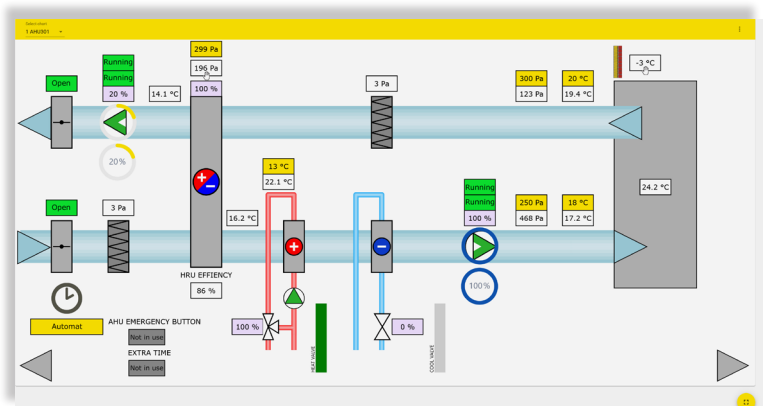 Select chart
1 AHU001
299 Pa
196 Pa
-3 °C
Running
Running
Open
20 %
14.1 °C
100 %
3 Pa
300 Pa
20 °C
123 Pa
19.4 °C
20%
13 °C
22.1 °C
24.2 °C
Running
Running
Open
3 Pa
16.2 °C
100 %
250 Pa
18 °C
468 Pa
17.2 °C
HRU EFFIENCY
86 %
100%
Automat
AHU EMERGENCY BUTTON
Not in use
EXTRA TIME
Not in use
100 %
HEAT VALVE
0 %
COOL VALVE